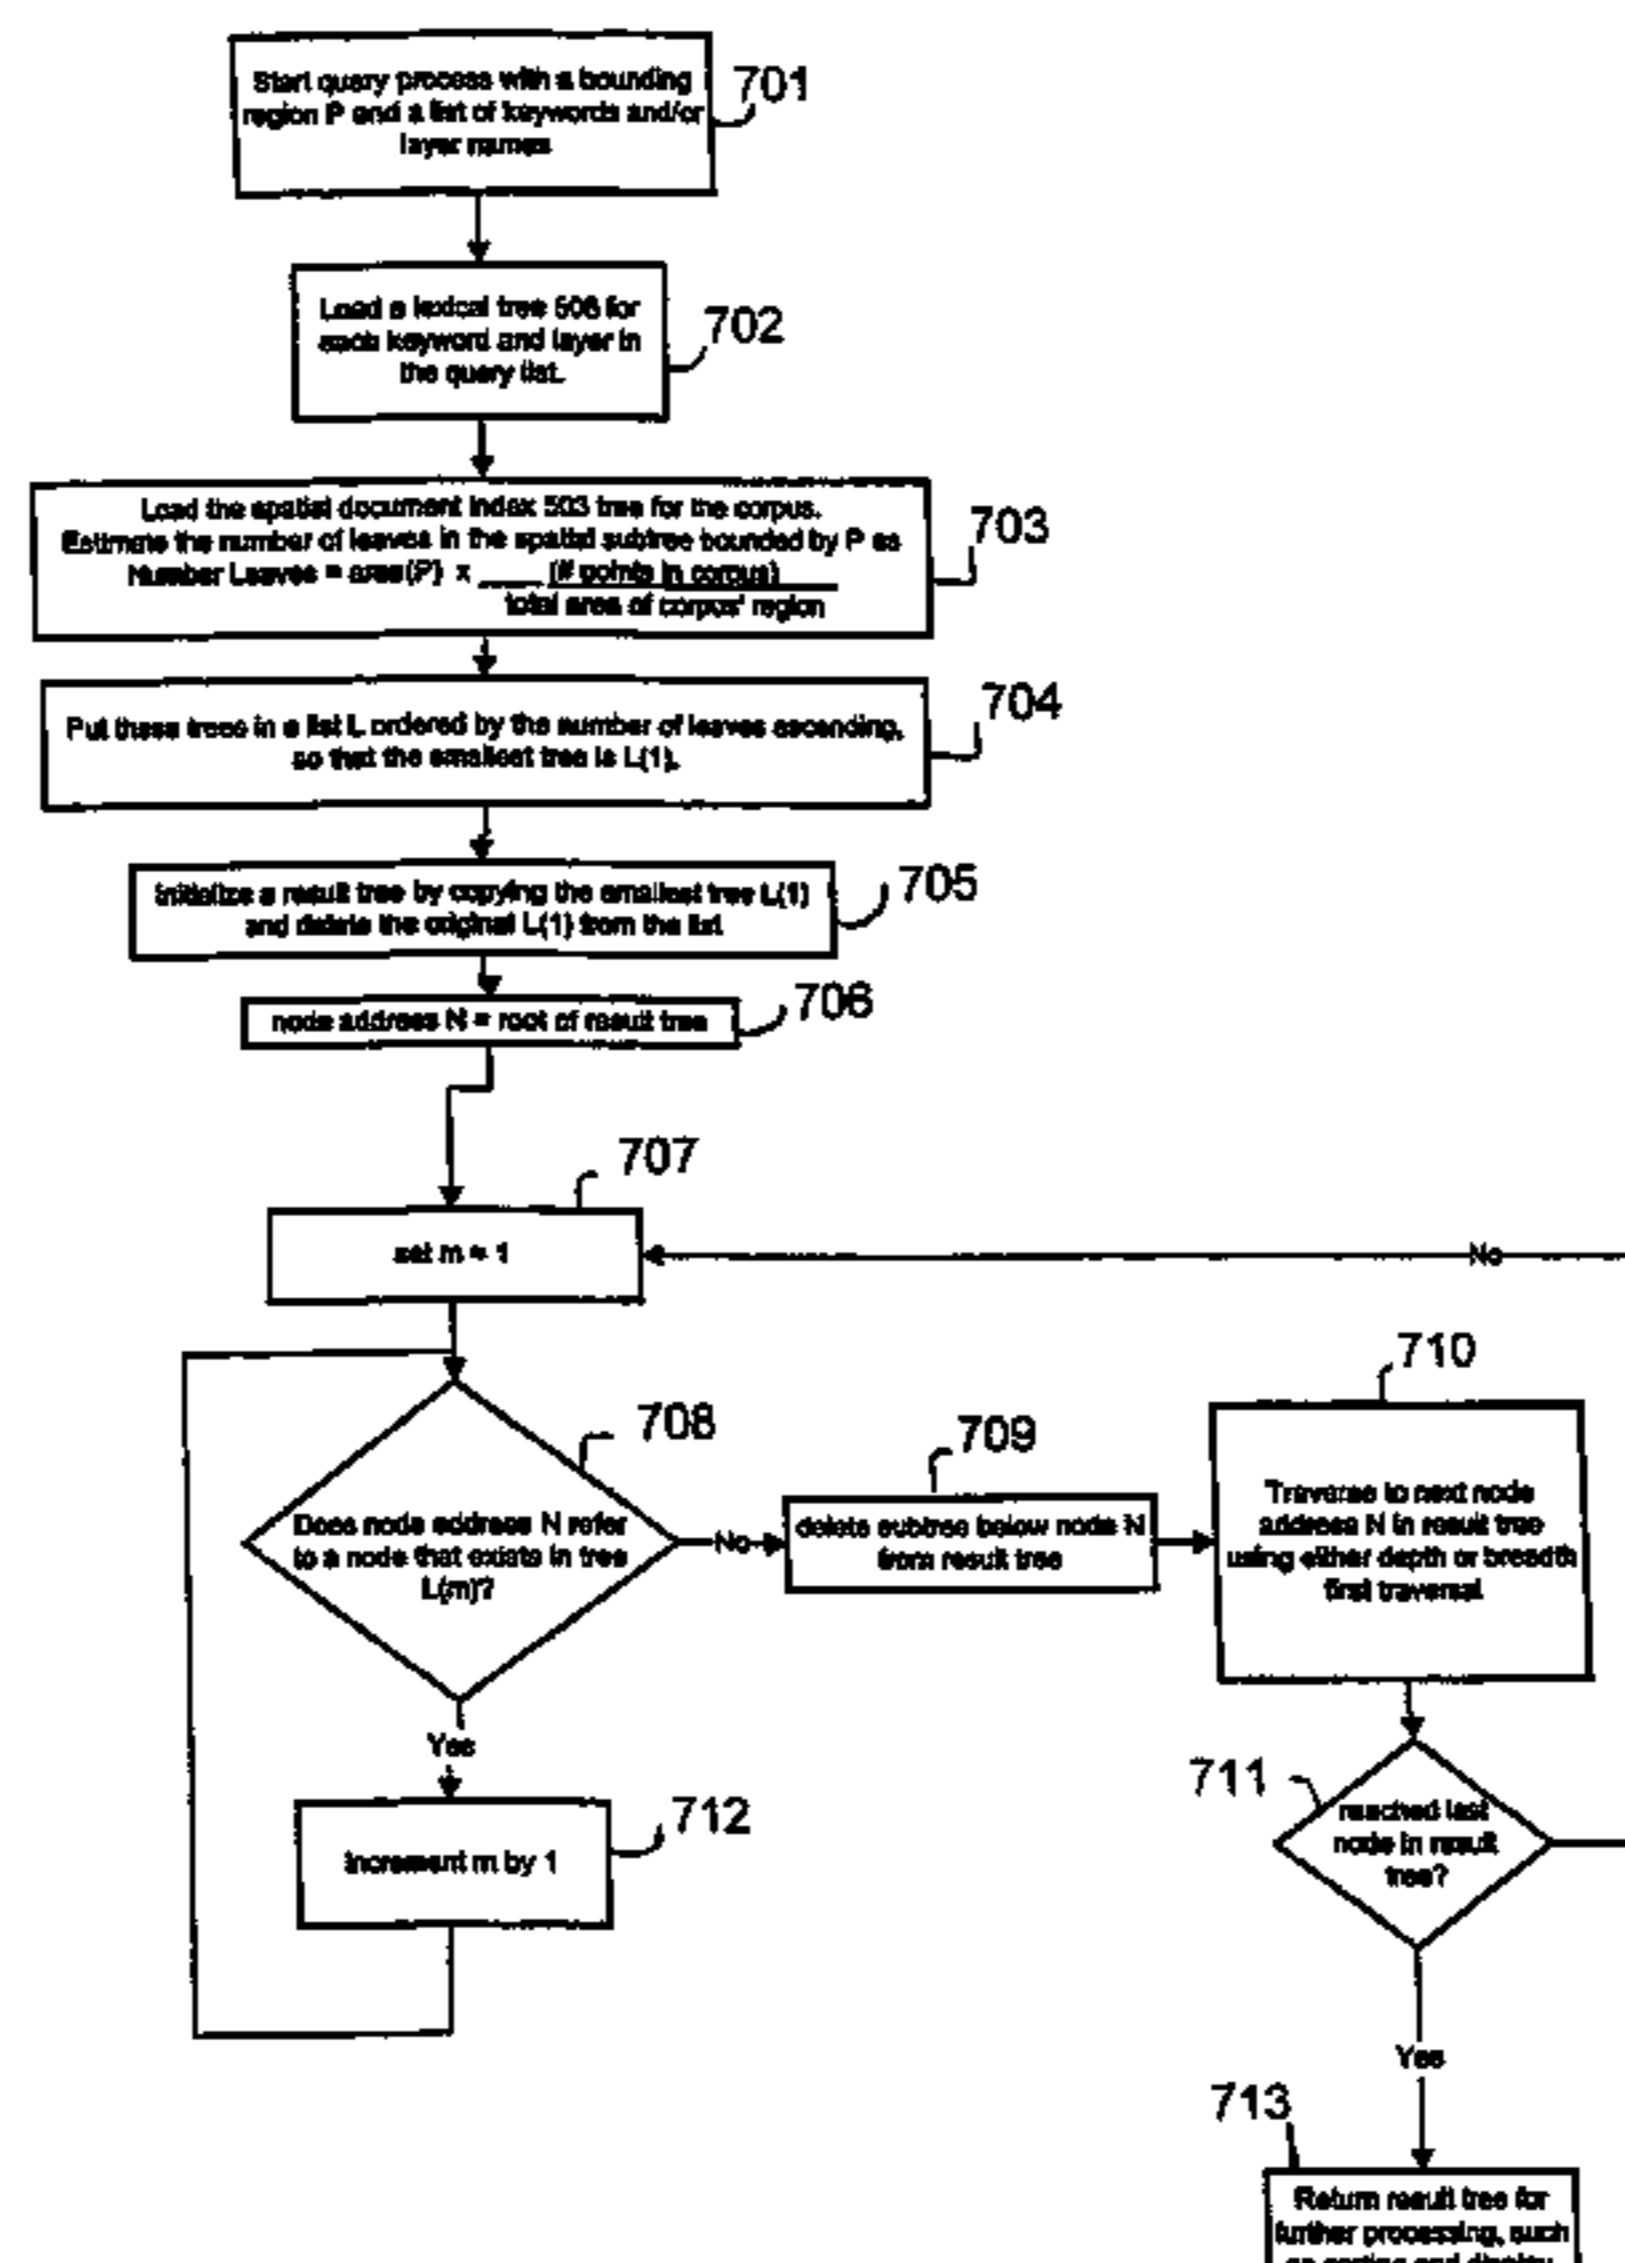 Start query process with a bounding
region P and a list of keywords and/or
layer names
701
Load a lexical tree 506 for
each keyword and layer in
the query list.
702
Load the spatial document index 503 tree for the corpus.
Estimate the number of leaves in the spatial subtree bounded by P as
Number Leaves = area(P) x ____ (# points in corpus)
total area of corpus' region
703
Put these trees in a list L ordered by the number of leaves ascending,
so that the smallest tree is L(1).
704
Initialize a result tree by copying the smallest tree L(1)
and delete the original L(1) from the list
705
node address N = root of result tree
706
707
set m = 1
No
708
Does node address N refer
to a node that exists in tree
L(m)?
No
709
delete subtree below node N
from result tree
710
Traverse to next node
address N in result tree
using either depth or breadth
first traversal.
711
reached last
node in result
tree?
Yes
Increment m by 1
712
Yes
713
Return result tree for
further processing, such
as sorting and display